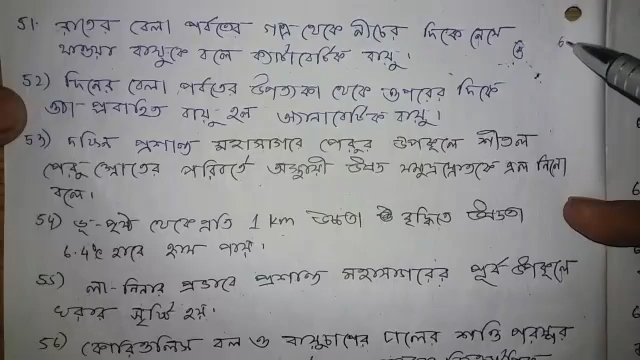 51. রাতের বেলা পর্বতের গাত্র থেকে নীচের দিকে নেমে
যাওয়া বায়ুকে বলে ক্যাটাবেটিক বায়ু।
52) দিনের বেলা পর্বতের উপত্যকা থেকে ওপরের দিকে
প্রবাহিত বায়ু হল অ্যানাবেটিক বায়ু।
53) দক্ষিন প্রশান্ত মহাসাগরে পেরুর উপকূলে শীতল
পেরু স্রোতের পরিবর্তে অস্থায়ী উষ্ণ সমুদ্রস্রোতকে এল নিনো
বলে।
54) ভূ-পৃষ্ঠ থেকে প্রতি 1 km উচ্চতা বৃদ্ধিতে উষ্ণতা
6.4°c হারে হ্রাস পায়।
55) লা-নিনার প্রভাবে প্রশান্ত মহাসাগরের পূর্ব উপকূলে
খরার সৃষ্টি হয়।
56) কোরিওলিস বল ও বায়ুচাপের ঢালের শক্তি পরস্পর